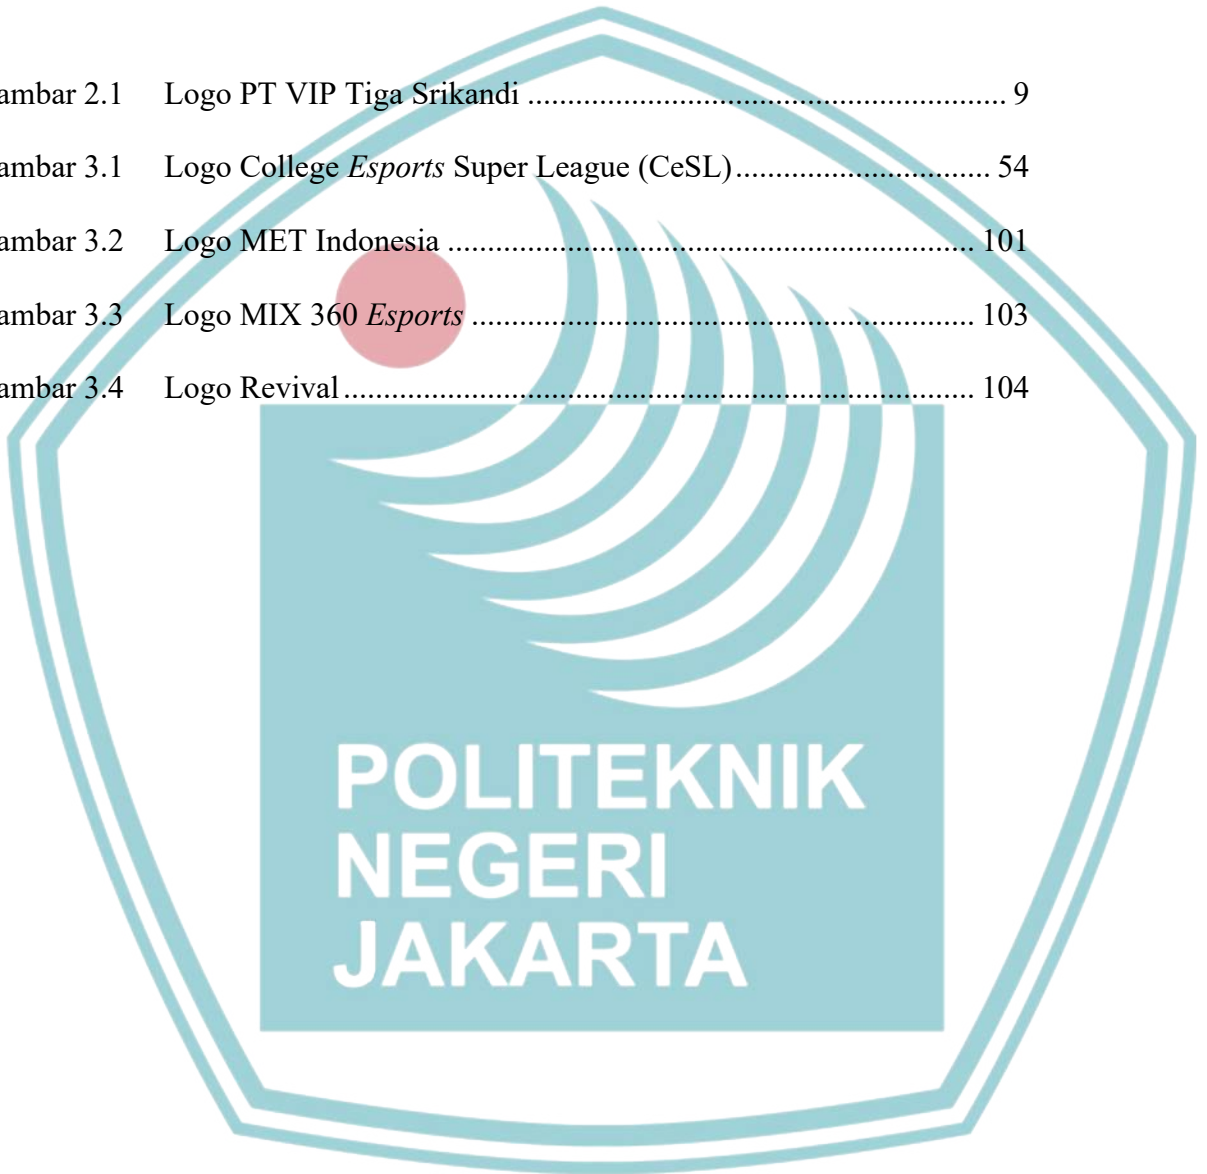 ambar 2.1 Logo PT VIP Tiga Srikandi ............................................................ 9
ambar 3.1 Logo College Esports Super League (CeSL)................................ 54
ambar 3.2 Logo MET Indonesia .................................................................. 101
ambar 3.3 Logo MIX 360 Esports ............................................................... 103
ambar 3.4 Logo Revival............................................................................... 104
POLITEKNIK
NEGERI
JAKARTA